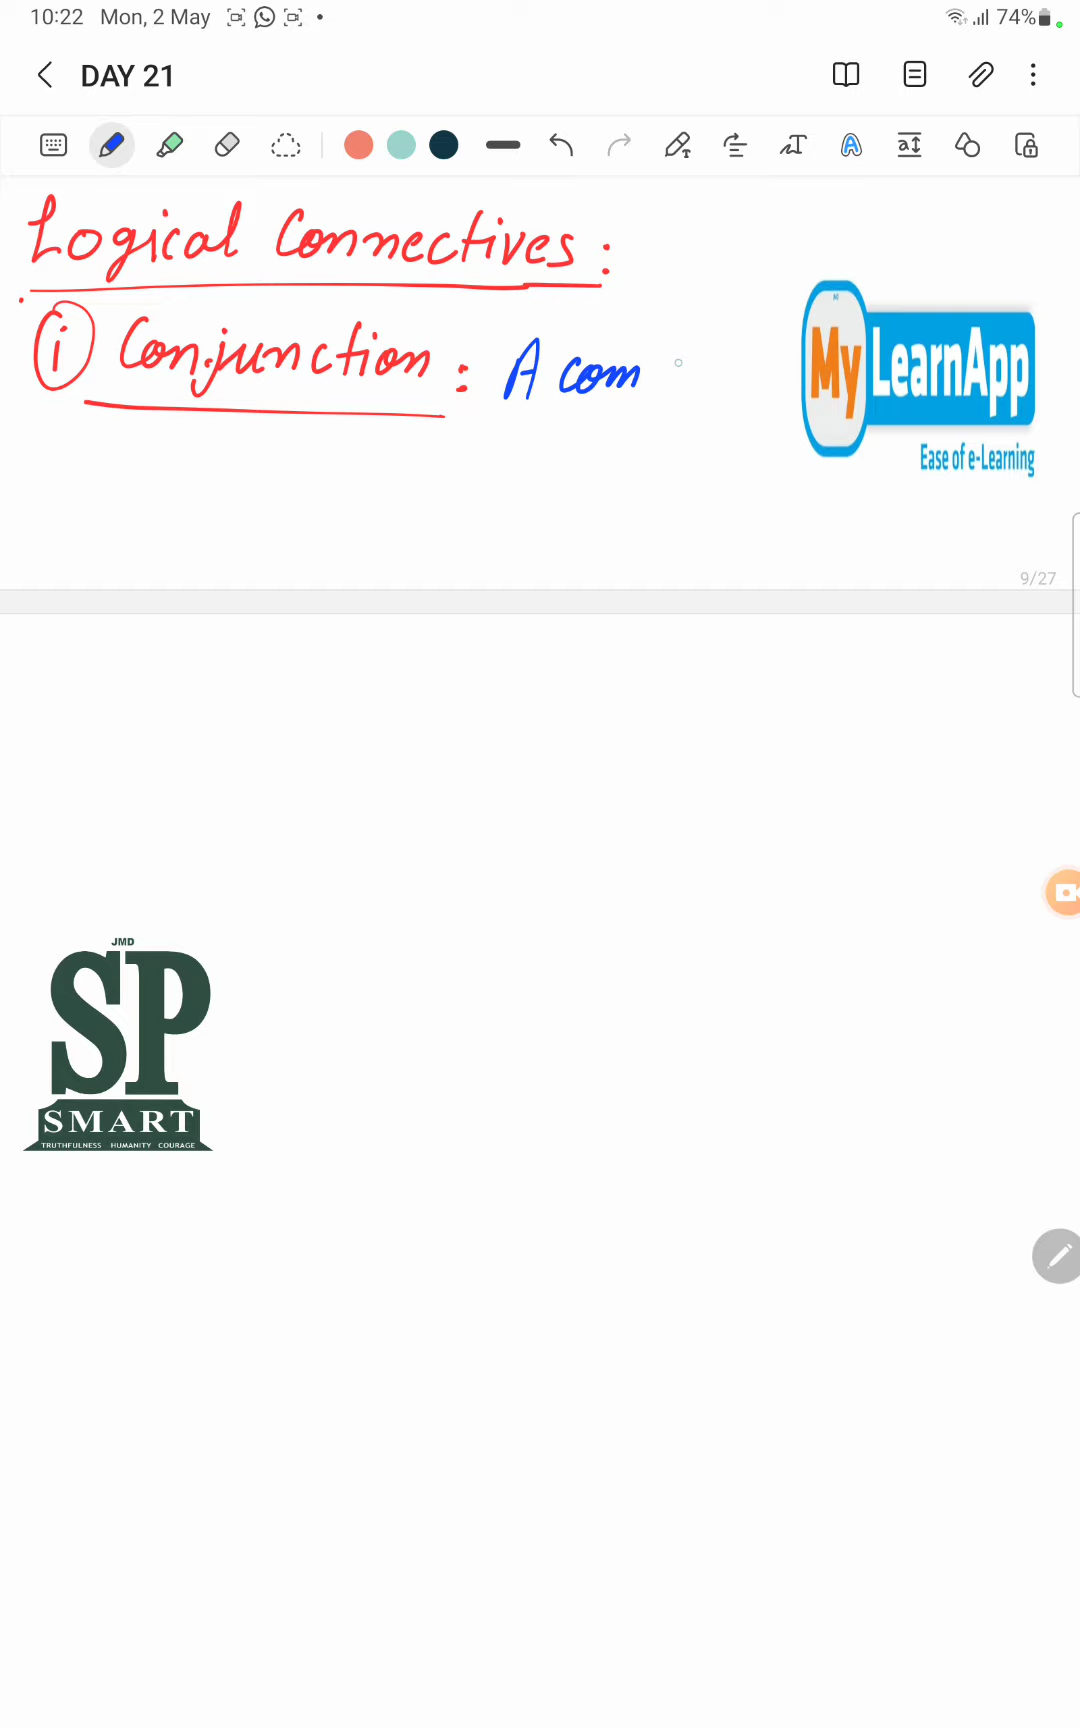 10:22 Mon, 2 May
74%
DAY 21
Logical Connectives :
(i) Conjunction : A com
My LearnApp
Ease of e-Learning
9/27
JMD
SP
SMART
TRUTHFULNESS HUMANITY COURAGE